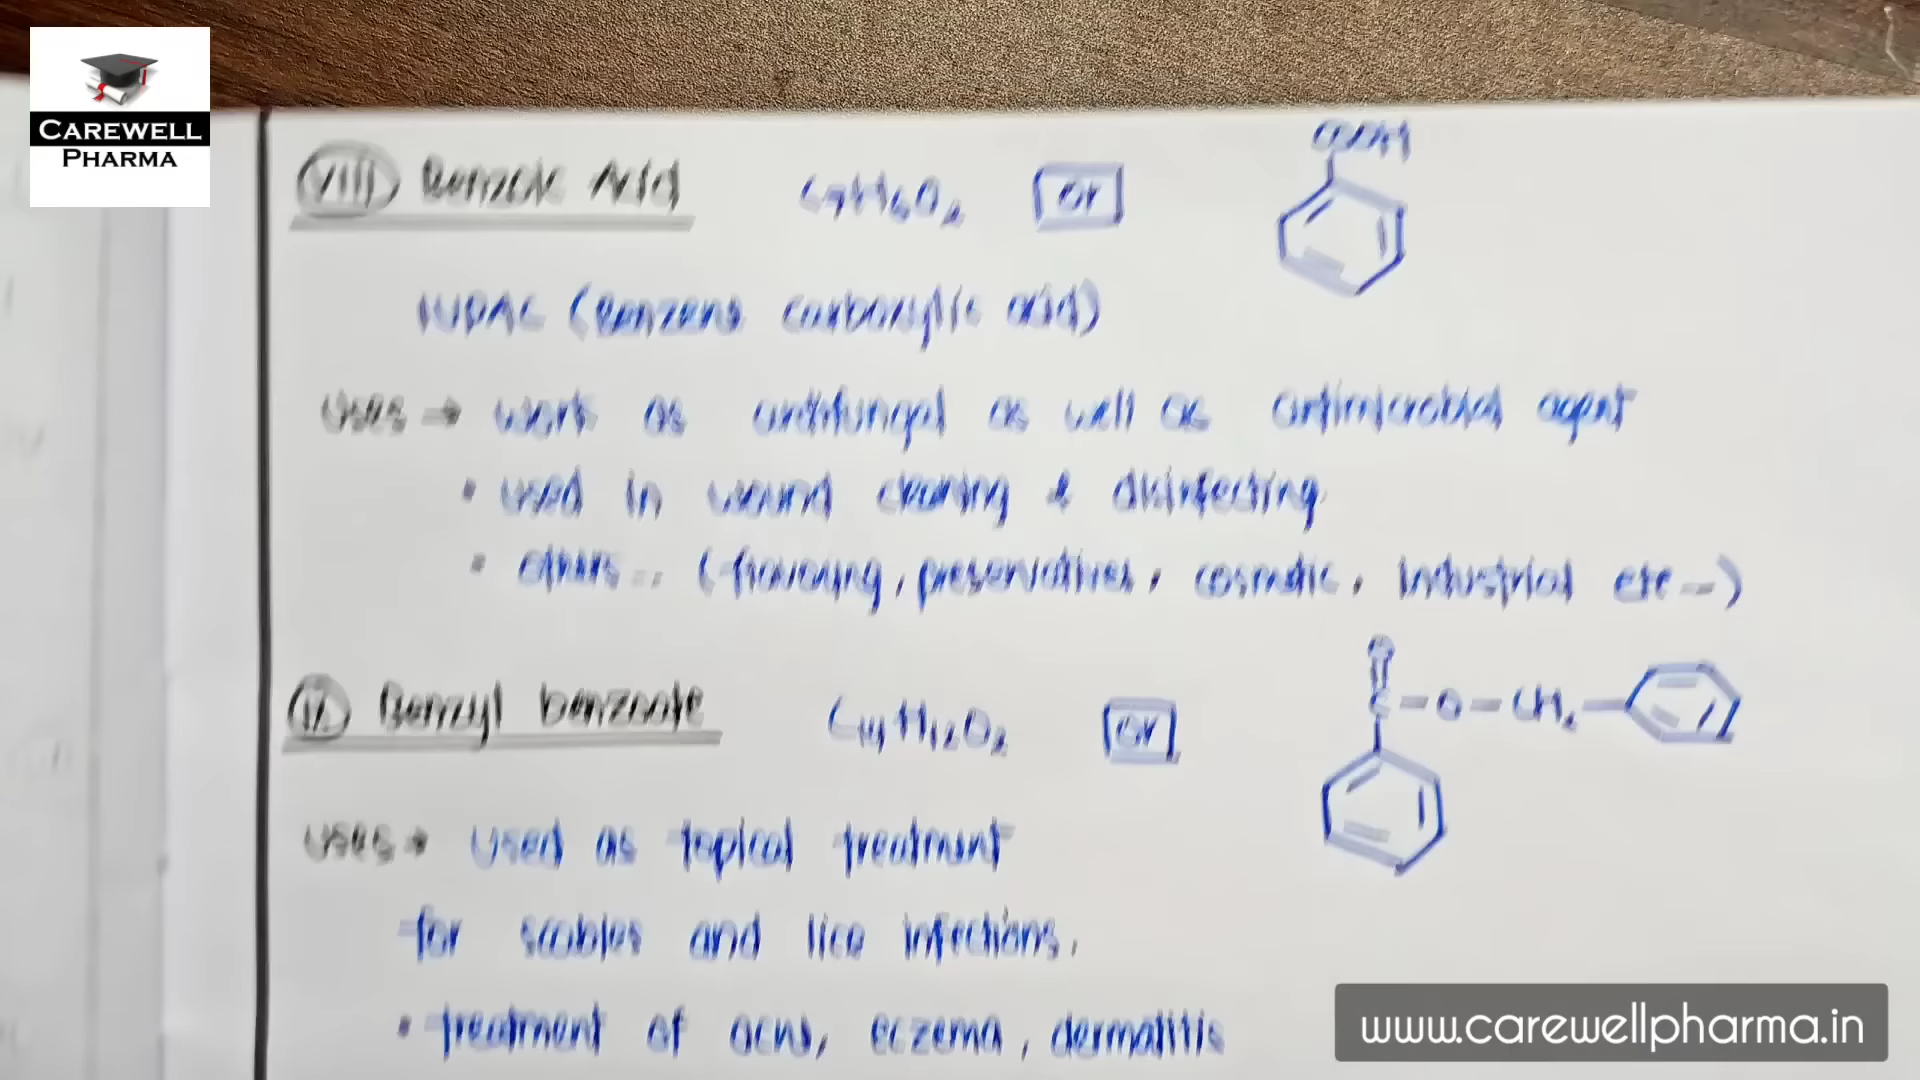 CAREWELL
PHARMA
(viii) Benzoic Acid C7H6O2 or COOH
IUPAC (Benzene carboxylic acid)
Uses → work as antifungal as well as antimicrobial agent
• used in wound cleaning & disinfecting
• others .. (flavouring, preservatives, cosmetic, industrial etc --)
(ix) Benzyl benzoate C14H12O2 or O
C-O-CH2-
Uses → used as topical treatment
for scabies and lice infections.
• treatment of acne, eczema, dermatitis
www.carewellpharma.in